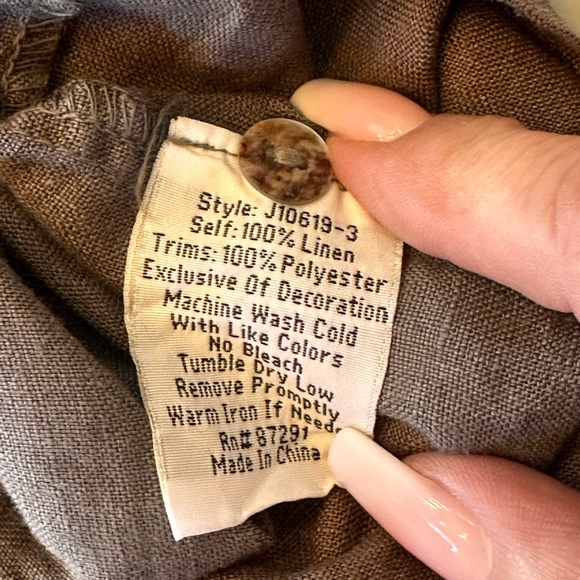 Style: J10619-3
Self: 100% Linen
Trims: 100% Polyester
Exclusive Of Decoration
Machine Wash Cold
With Like Colors
No Bleach
Tumble Dry Low
Remove Promptly
Warm Iron If Neede
Rn# 87291
Made In China